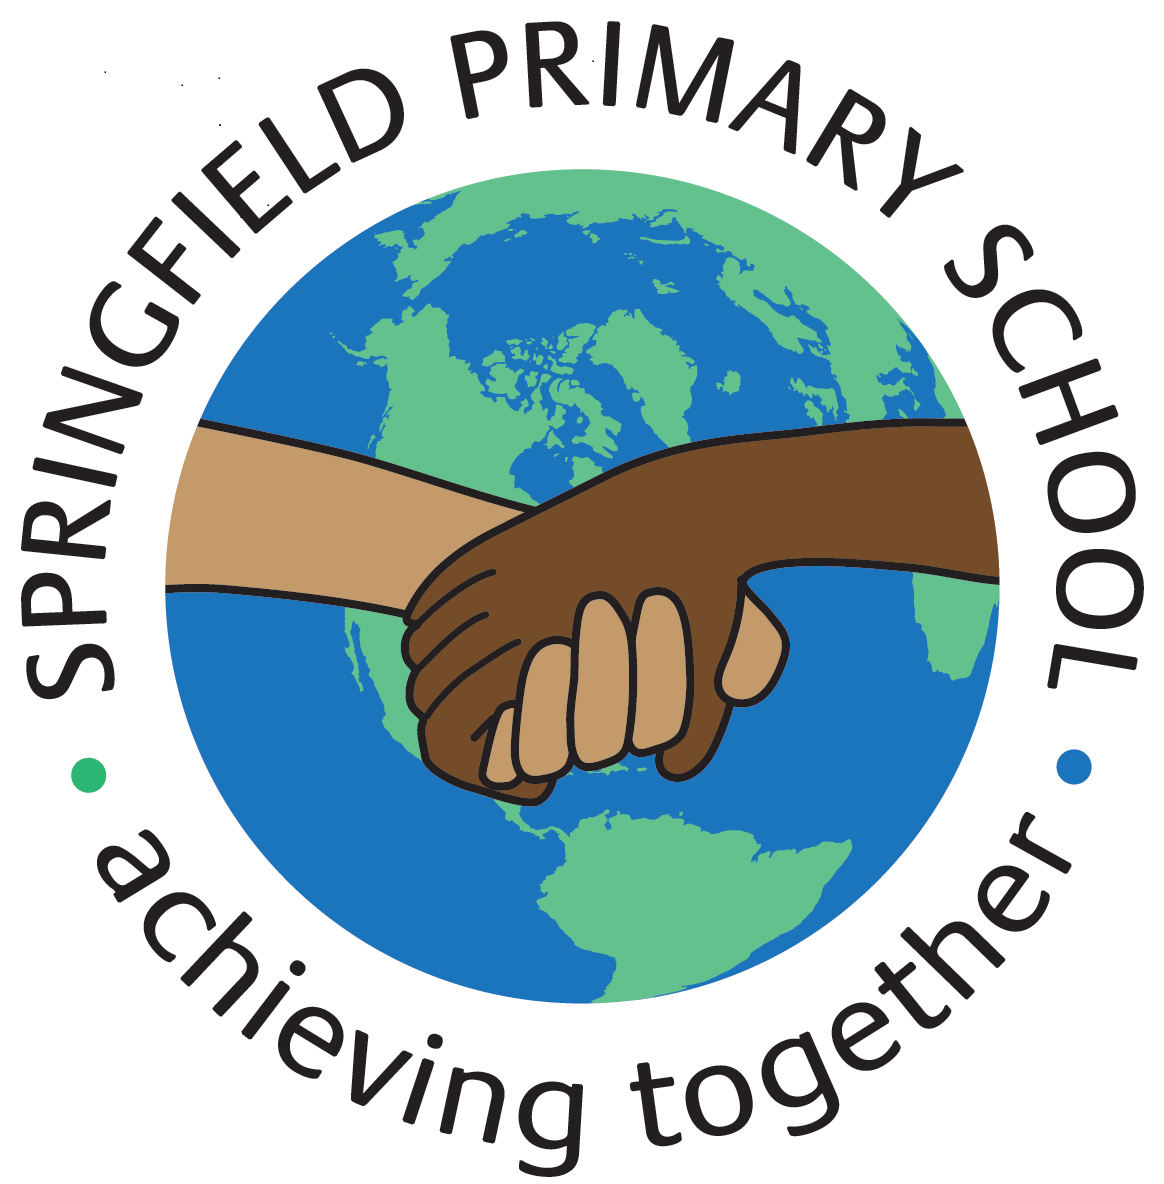 SPRINGFIELD PRIMARY SCHOOL
achieving together